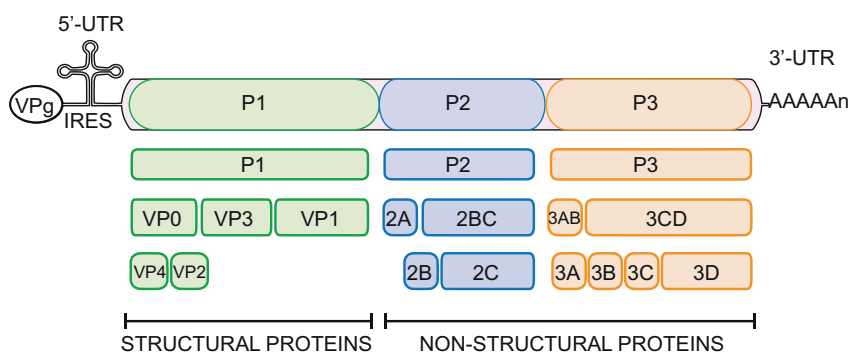 5’-UTR
3’-UTR
VPg
IRES
P1 P2 P3
AAAAAn
P1 P2 P3
VP0 VP3 VP1 2A 2BC 3AB 3CD
VP4 VP2 2B 2C 3A 3B 3C 3D
STRUCTURAL PROTEINS NON-STRUCTURAL PROTEINS